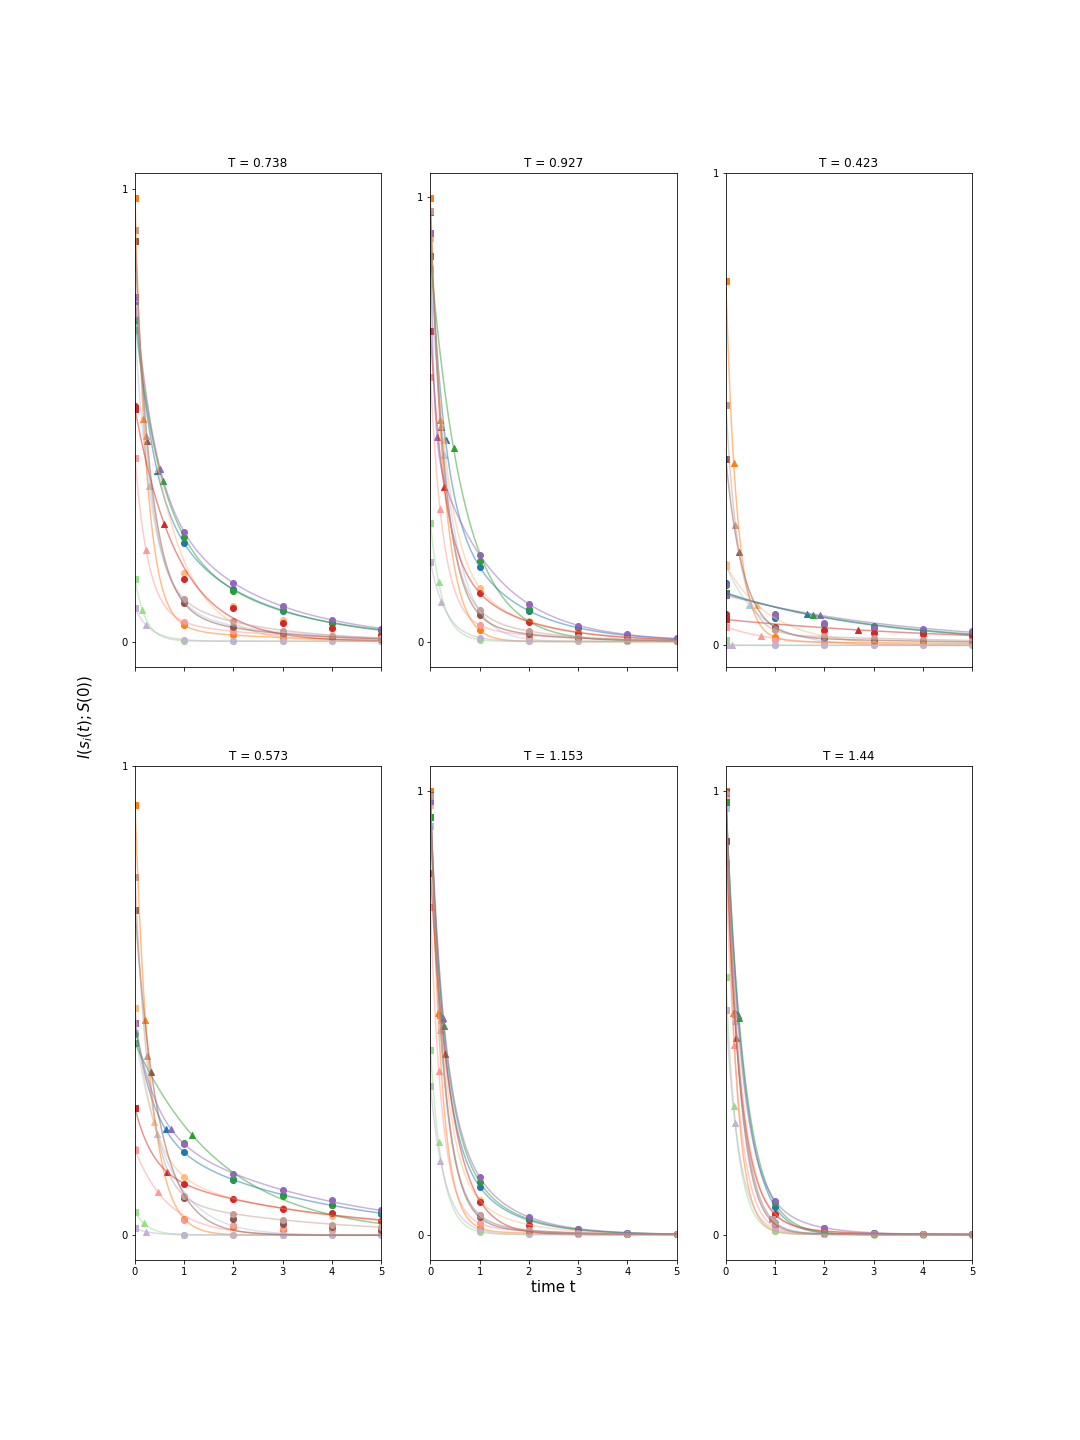 T = 0.738
T = 0.927
T = 0.423
1
0
1
0
1
0
I(s_i(t); S(0))
T = 0.573
T = 1.153
T = 1.44
1
0
1
0
1
0
0 1 2 3 4 5
0 1 2 3 4 5
0 1 2 3 4 5
time t